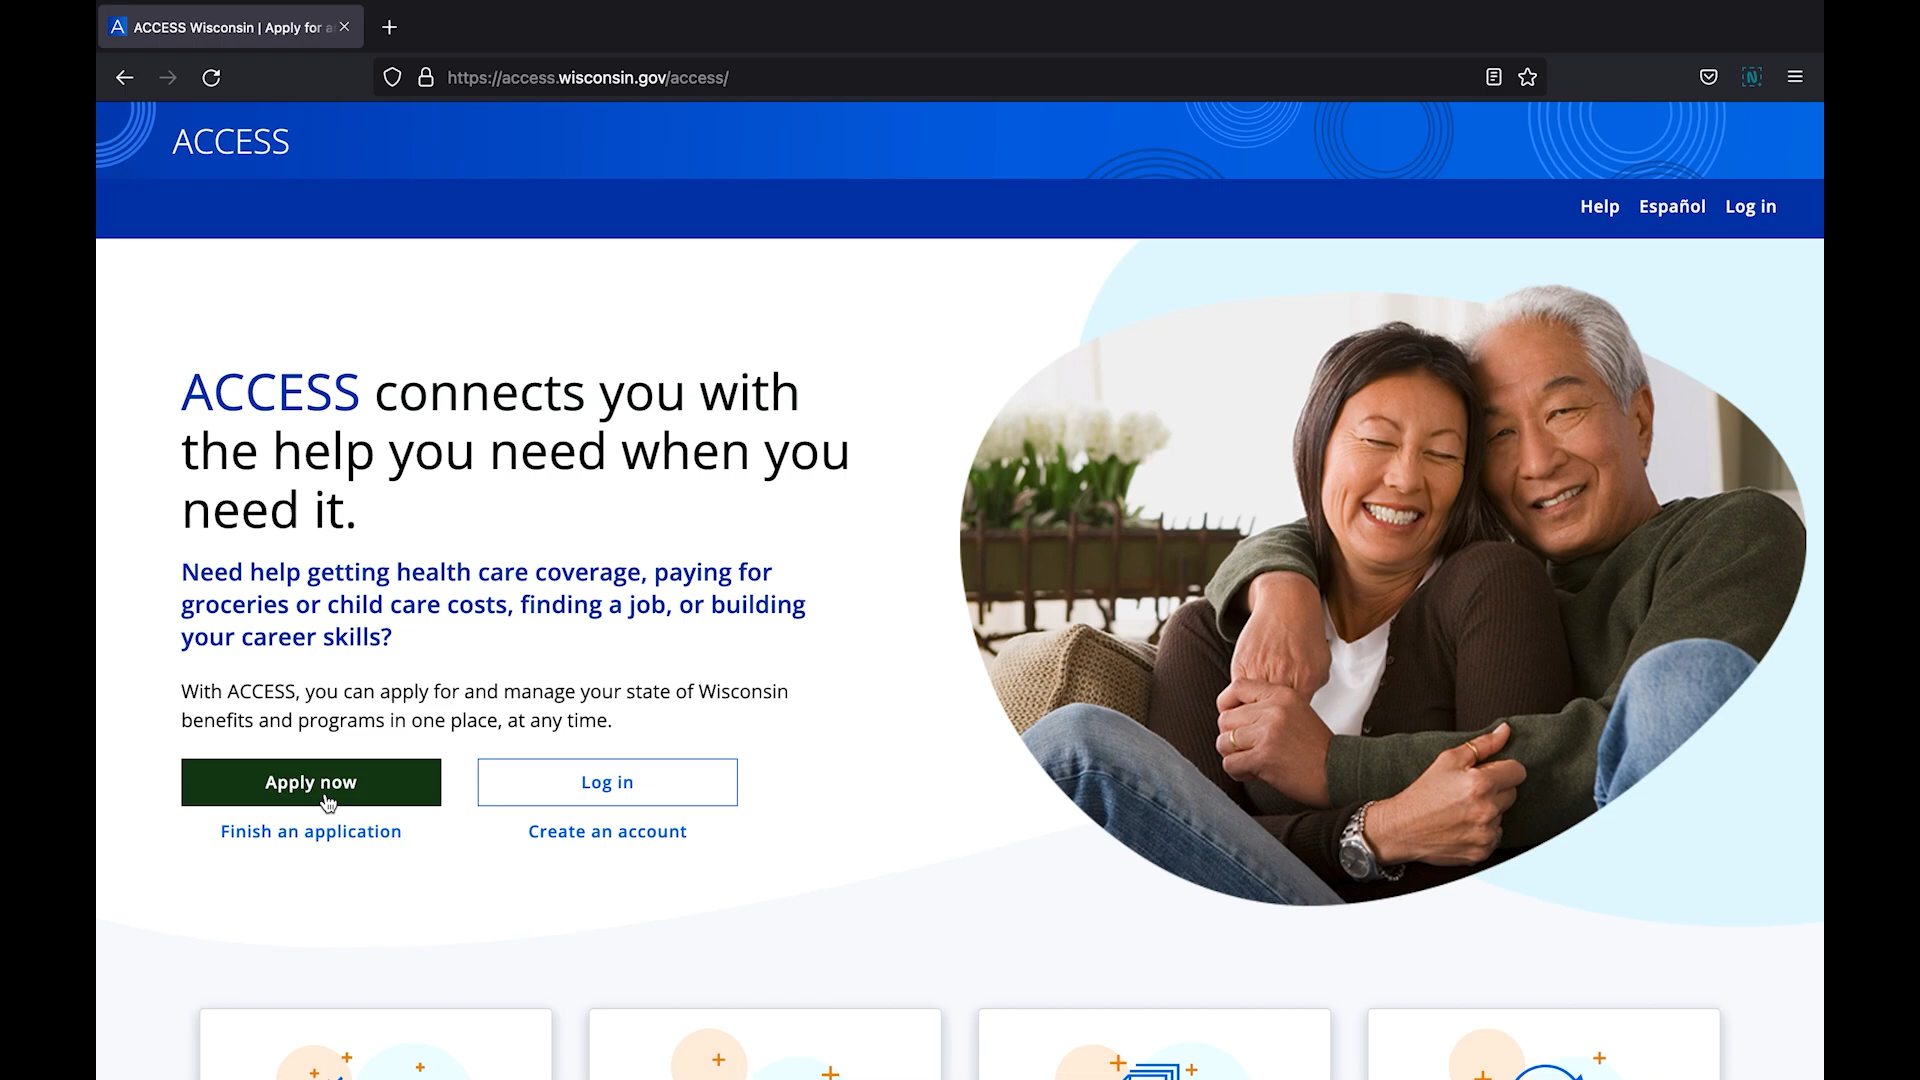 ACCESS Wisconsin | Apply for
https://access.wisconsin.gov/access/
ACCESS
Help Español Log in
ACCESS connects you with
the help you need when you
need it.
Need help getting health care coverage, paying for
groceries or child care costs, finding a job, or building
your career skills?
With ACCESS, you can apply for and manage your state of Wisconsin
benefits and programs in one place, at any time.
Apply now Log in
Finish an application Create an account